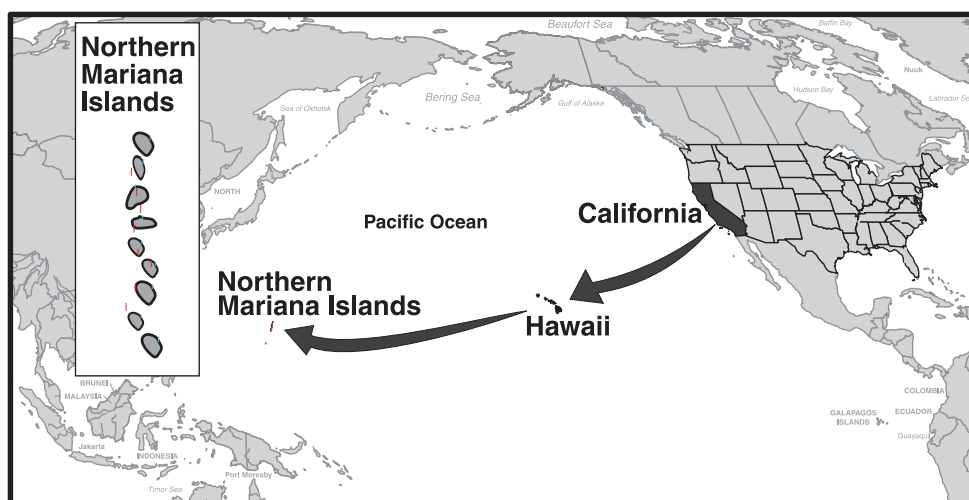 Beaufort Sea
Baffin Bay
Northern
Mariana
Islands
Nuuk
Bering Sea
Hudson Bay
Labrador Se
Sea of Okhotsk
Gulf of Alaska
NORTH
Pacific Ocean
California
Northern
Mariana Islands
Hawaii
BRUNEI
MALAYSIA
COLOMBIA
GALAPAGOS
ISLANDS
ECUADOR
Guayaqui
Jakarta
INDONESIA
Port Moresby
Timor Sea